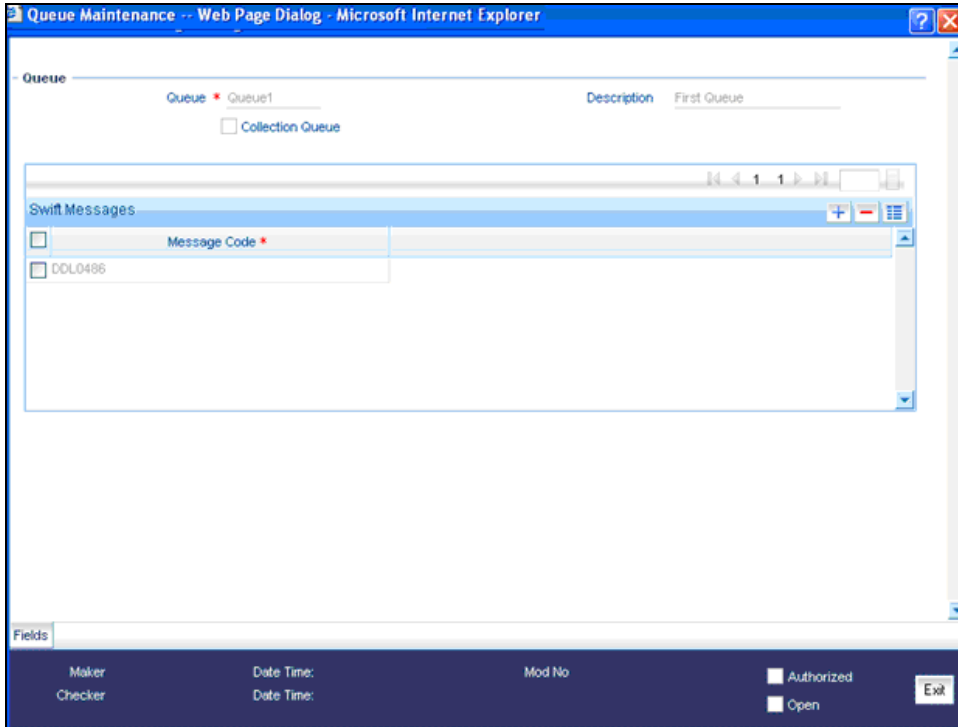 Queue Maintenance -- Web Page Dialog - Microsoft Internet Explorer
Queue
Queue * Queue1 Description First Queue
Collection Queue
1 1
Swift Messages
Message Code *
DDL0486
Fields
Maker Date Time: Mod No Authorized
Checker Date Time: Open
Exit